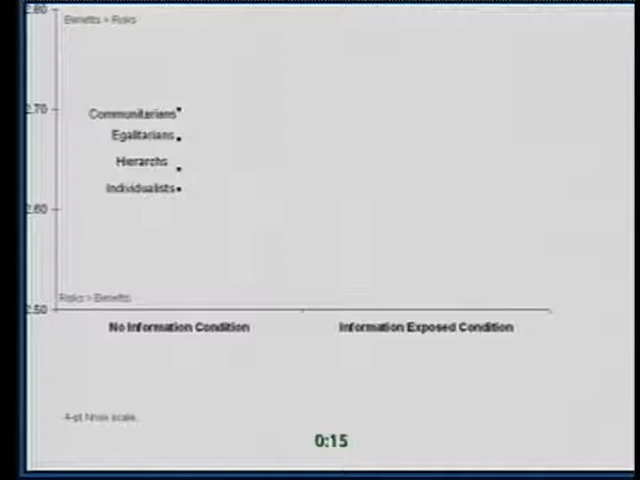 2.80
Benefits > Risks
2.70
Communitarians
Egalitarians
Hierarchs
Individualists
2.60
Risks > Benefits
2.50
No Information Condition
Information Exposed Condition
4-pt Nrisk scale.
0:15